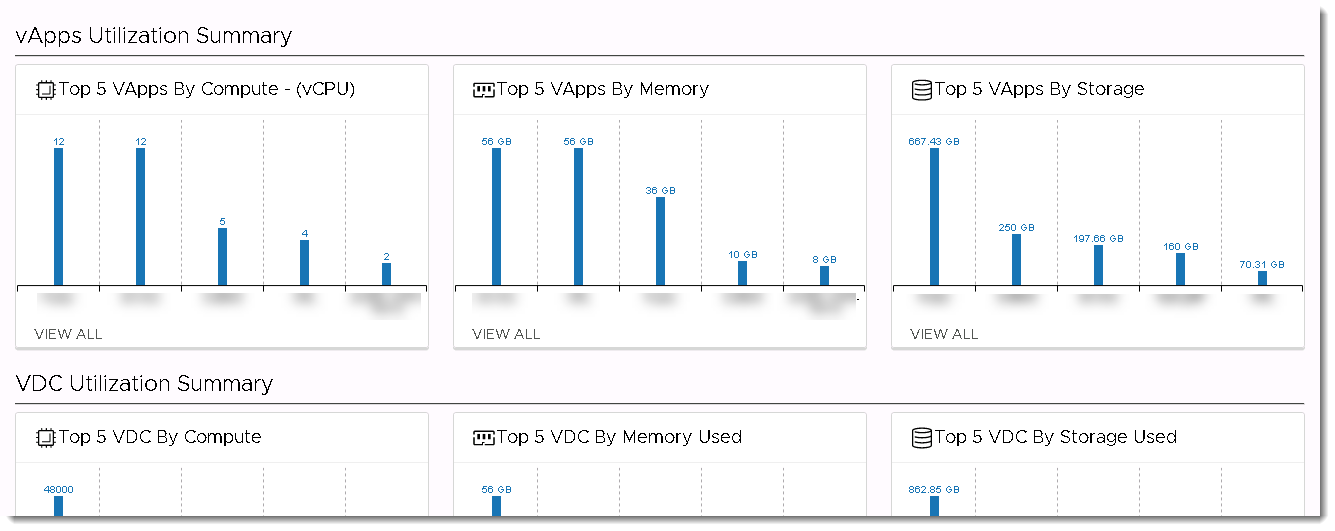 vApps Utilization Summary
Top 5 VApps By Compute - (vCPU)
12 12 5 4 2
VIEW ALL
Top 5 VApps By Memory
56 GB 56 GB 36 GB 10 GB 8 GB
VIEW ALL
Top 5 VApps By Storage
667.43 GB 250 GB 197.66 GB 160 GB 70.31 GB
VIEW ALL
VDC Utilization Summary
Top 5 VDC By Compute
48000
Top 5 VDC By Memory Used
56 GB
Top 5 VDC By Storage Used
862.85 GB